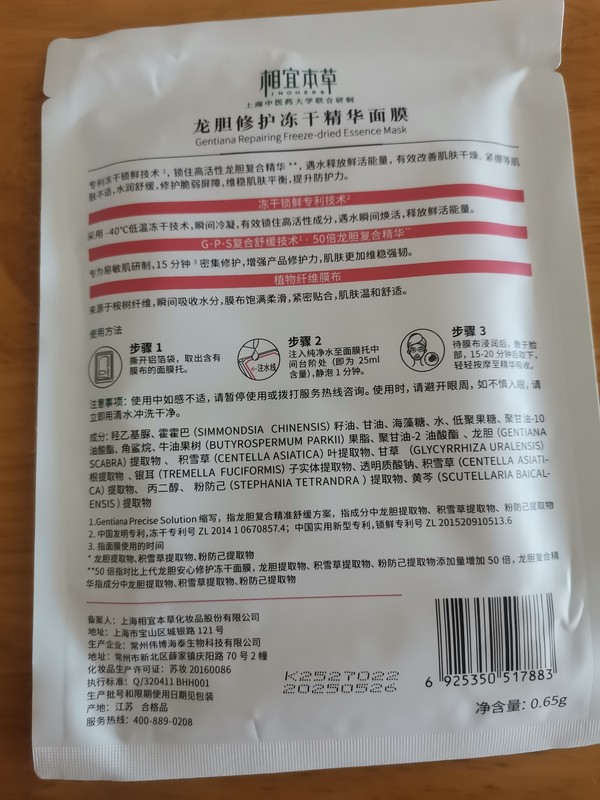 相宜本草
INOHERB
上海中医药大学联合研制
龙胆修护冻干精华面膜
Gentiana Repairing Freeze-dried Essence Mask
专利冻干锁鲜技术²,锁住高活性龙胆复合精华**,遇水释放鲜活能量,有效改善肌肤干燥、紧绷等肌
肤不适,水润舒缓,修护脆弱屏障,维稳肌肤平衡,提升防护力。
冻干锁鲜专利技术²
采用 -40℃低温冻干技术,瞬间冷凝,有效锁住高活性成分,遇水瞬间焕活,释放鲜活能量。
G·P·S复合舒缓技术¹·50倍龙胆复合精华**
专为易敏肌研制,15 分钟³密集修护,增强产品修护力,肌肤更加维稳强韧。
植物纤维膜布
来源于桉树纤维,瞬间吸收水分,膜布饱满柔滑,紧密贴合,肌肤温和舒适。
使用方法
步骤 1
撕开铝箔袋,取出含有
膜布的面膜托。
注水线
步骤 2
注入纯净水至面膜托中
间台阶处(即为 25ml
含量),静泡 1 分钟。
步骤 3
待膜布浸润后,敷于脸
部,15-20 分钟后取下,
轻轻按摩至精华吸收。
注意事项:使用中如感不适,请暂停使用或拨打服务热线咨询。使用时,请避开眼周,如不慎入眼,请
立即用清水冲洗干净。
成分:羟乙基脲、霍霍巴(SIMMONDSIA CHINENSIS)籽油、甘油、海藻糖、水、低聚果糖、聚甘油-10
油酸酯、角鲨烷、牛油果树(BUTYROSPERMUM PARKII)果脂、聚甘油-2 油酸酯、龙胆(GENTIANA
SCABRA)提取物、积雪草(CENTELLA ASIATICA)叶提取物、甘草(GLYCYRRHIZA URALENSIS)
根提取物、银耳(TREMELLA FUCIFORMIS)子实体提取物、透明质酸钠、积雪草(CENTELLA ASIATI-
CA)提取物、丙二醇、粉防己(STEPHANIA TETRANDRA)提取物、黄芩(SCUTELLARIA BAICAL-
ENSIS)提取物
1.Gentiana Precise Solution 缩写,指龙胆复合精准舒缓方案,指成分中龙胆提取物、积雪草提取物、粉防己提取物
2. 中国发明专利,冻干专利号 ZL 2014 1 0670857.4;中国实用新型专利,锁鲜专利号 ZL 201520910513.6
3. 指面膜使用的时间
* 龙胆提取物、积雪草提取物、粉防己提取物
**50 倍指对比上代龙胆安心修护冻干面膜,龙胆提取物、积雪草提取物、粉防己提取物添加量增加 50 倍,龙胆复合精
华指成分中龙胆提取物、积雪草提取物、粉防己提取物
备案人:上海相宜本草化妆品股份有限公司
地址:上海市宝山区城银路 121 号
生产企业:常州伟博海泰生物科技有限公司
地址:常州市新北区薛家镇庆阳路 70 号 2 幢
化妆品生产许可证:苏妆 20160086
执行标准:Q/320411 BHH001
生产批号和限期使用日期见包装
产地:江苏 合格品
服务热线:400-889-0208
K2527022
20250526
6 925350 517883
净含量:0.65g